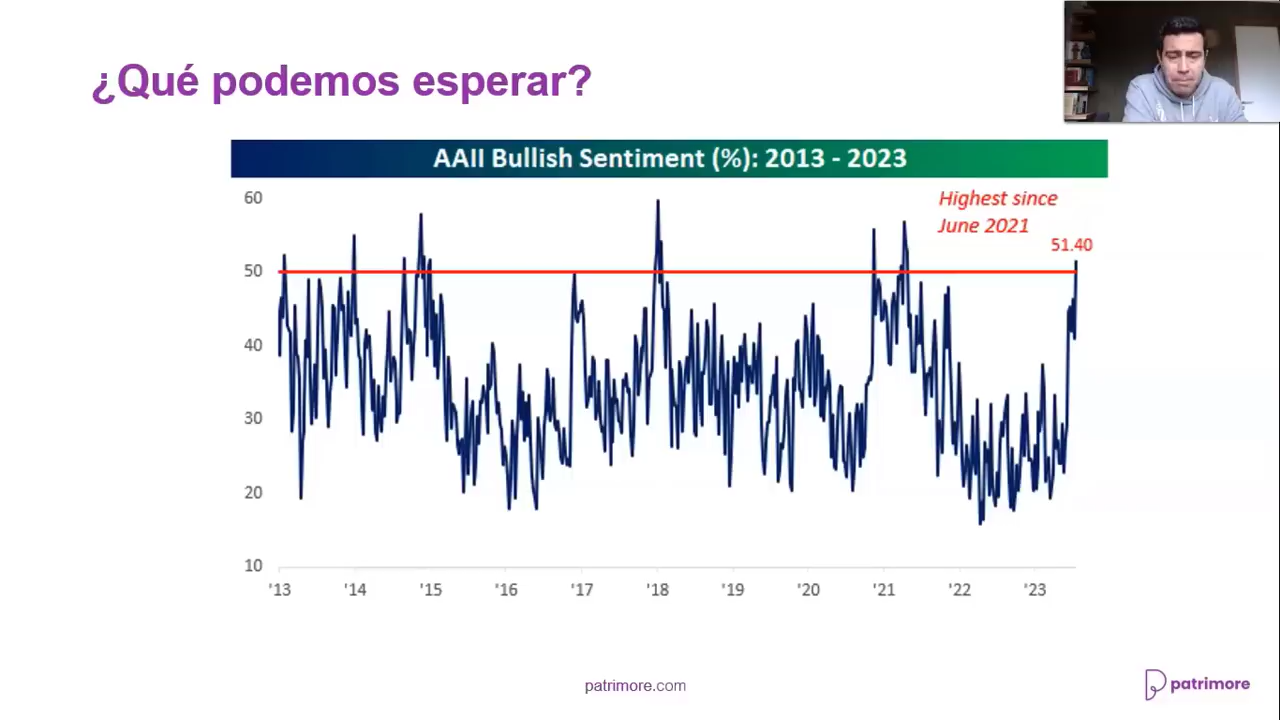 ¿Qué podemos esperar?
AAII Bullish Sentiment (%): 2013 - 2023
Highest since
June 2021
51.40
60
50
40
30
20
10
'13 '14 '15 '16 '17 '18 '19 '20 '21 '22 '23
patrimore.com
patrimore